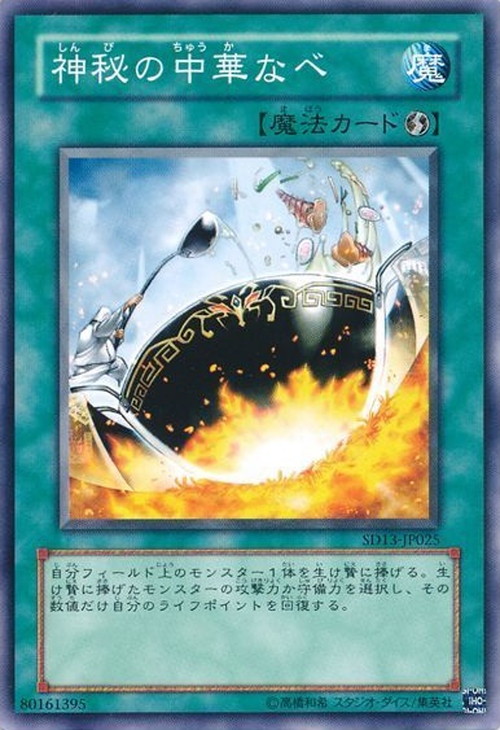 神秘の中華なべ
魔
【魔法カード】
SD13-JP025
自分フィールド上のモンスター1体を生け贄に捧げる。生
け贄に捧げたモンスターの攻撃力か守備力を選択し、その
数値だけ自分のライフポイントを回復する。
80161395
©高橋和希 スタジオ・ダイス/集英社